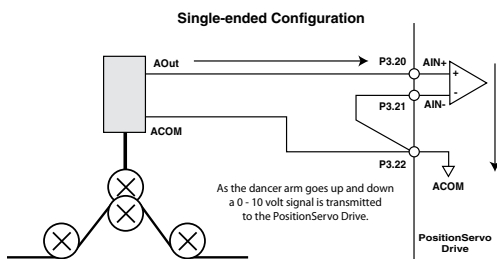 Single-ended Configuration
AOut
P3.20
AIN+
+
-
P3.21
AIN-
ACOM
P3.22
As the dancer arm goes up and down
a 0 - 10 volt signal is transmitted
to the PositionServo Drive.
ACOM
PositionServo
Drive